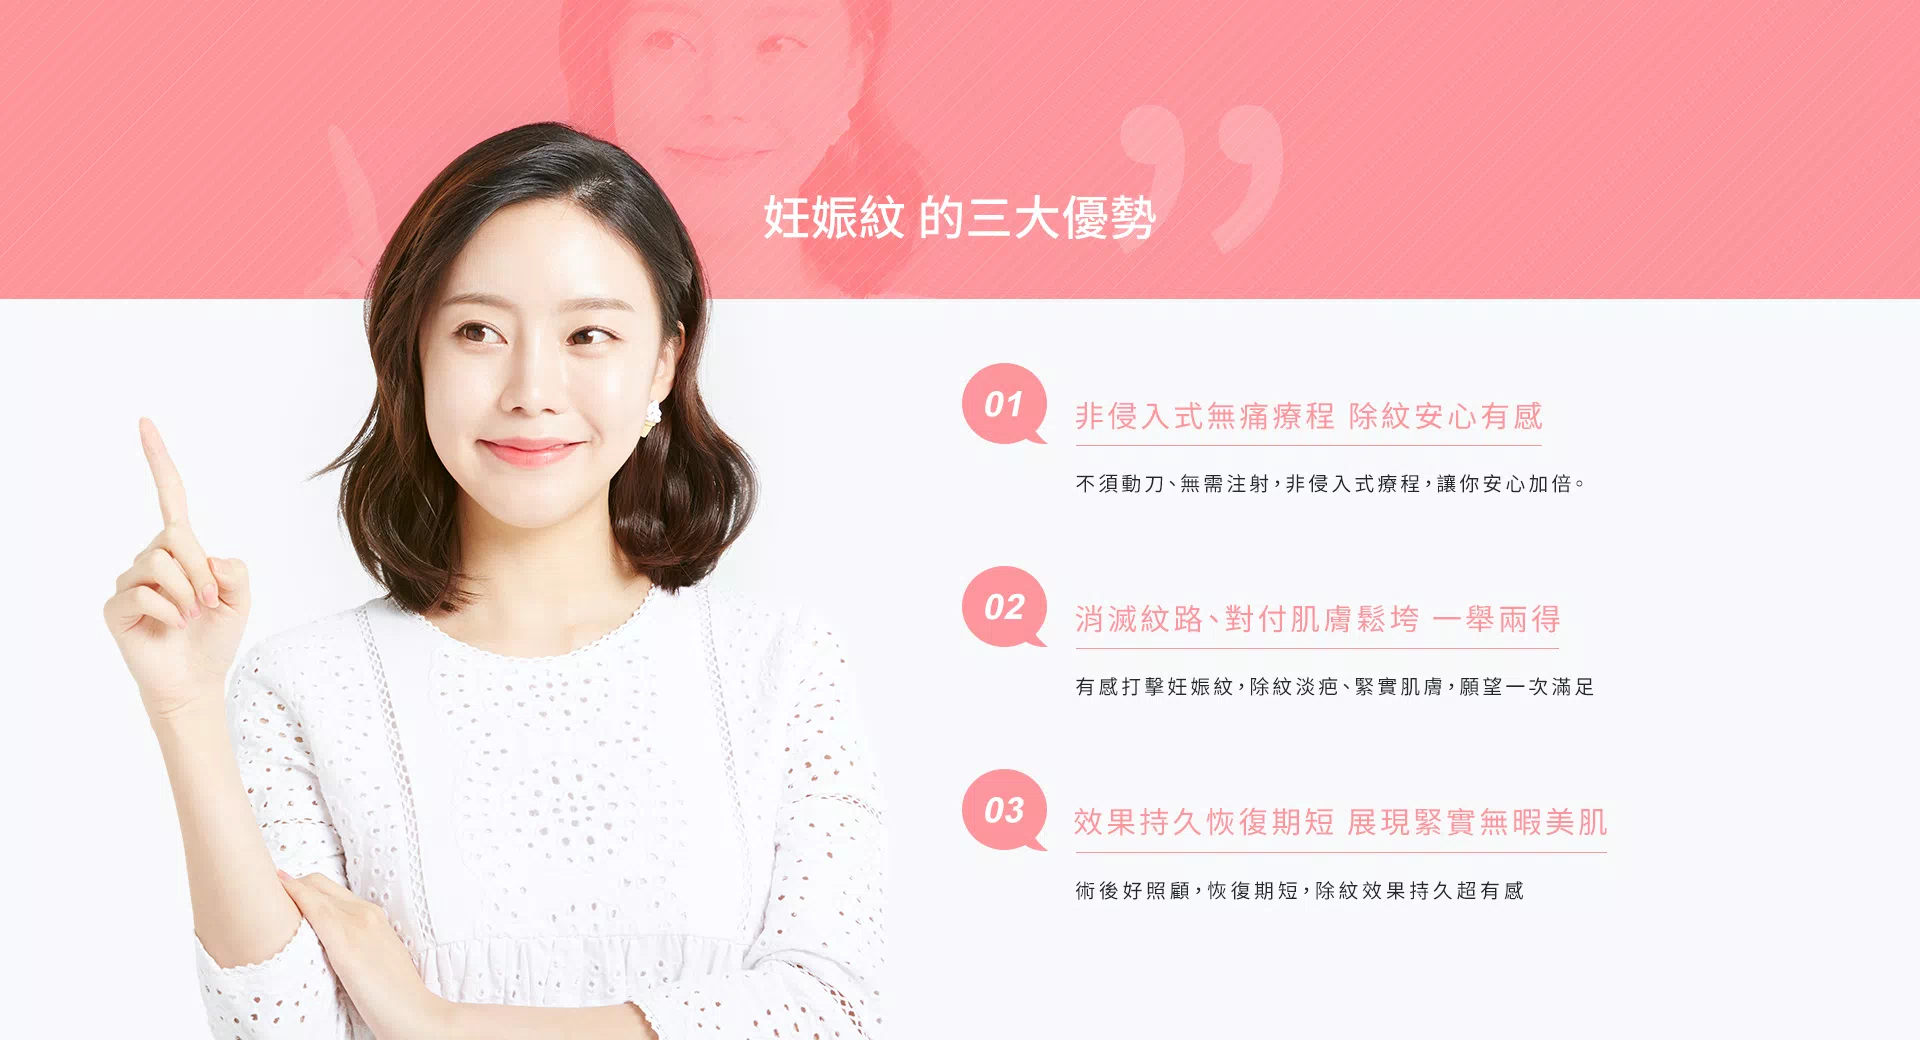 妊娠紋 的三大優勢
01
非侵入式無痛療程 除紋安心有感
不須動刀、無需注射，非侵入式療程，讓你安心加倍。
02
消滅紋路、對付肌膚鬆垮 一舉兩得
有感打擊妊娠紋，除紋淡疤、緊實肌膚，願望一次滿足
03
效果持久恢復期短 展現緊實無暇美肌
術後好照顧，恢復期短，除紋效果持久超有感